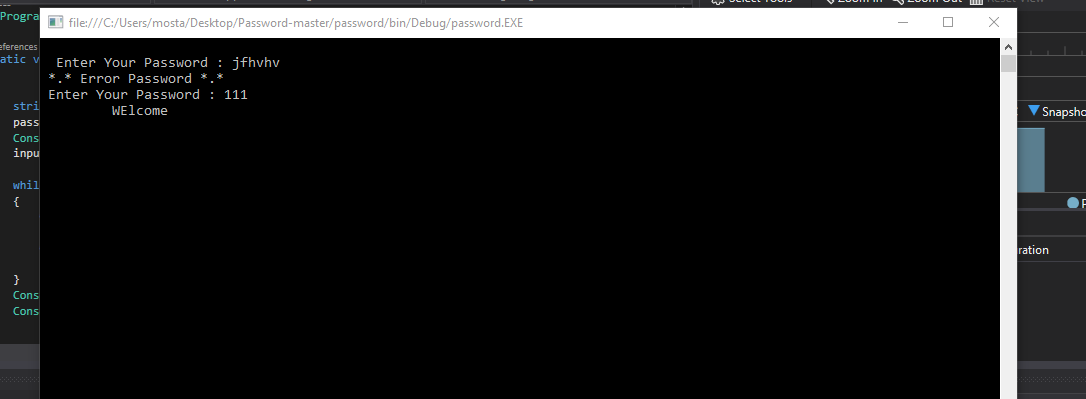 Select Tools Zoom In Zoom Out Reset View
Progra
file:///C:/Users/mosta/Desktop/Password-master/password/bin/Debug/password.EXE
eferences
atic v
Enter Your Password : jfhvhv
*.* Error Password *.*
Enter Your Password : 111
WElcome
stri
pass
Cons
inpu
whil
{
}
Cons
Cons
Snapsho
P
ration